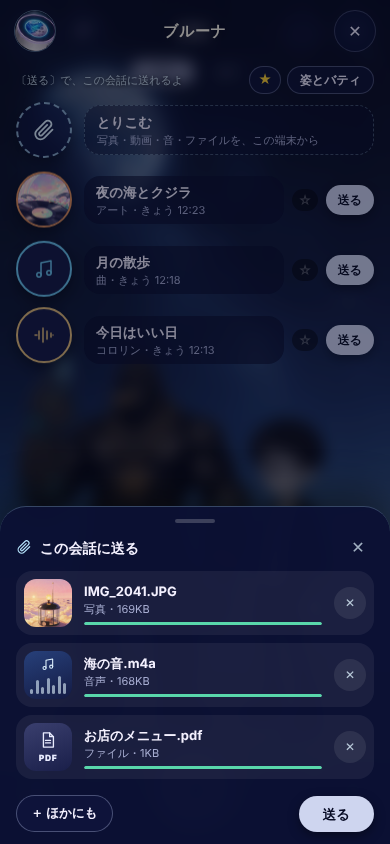 ブルーナ
〔送る〕で、この会話に送れるよ
姿とバディ
とりこむ
写真・動画・音・ファイルを、この端末から
夜の海とクジラ
アート・きょう 12:23
送る
月の散歩
曲・きょう 12:18
送る
今日はいい日
コロリン・きょう 12:13
送る
この会話に送る
IMG_2041.JPG
写真・169KB
海の音.m4a
音声・168KB
PDF
お店のメニュー.pdf
ファイル・1KB
+ ほかにも
送る